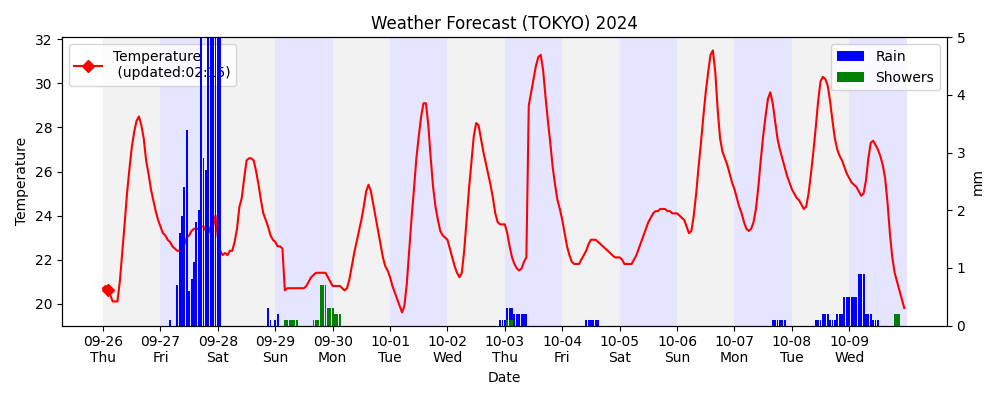 Weather Forecast (TOKYO) 2024
Temperature
(updated:02:15)
Rain
Showers
32
30
28
26
24
22
20
Temperature
5
4
3
2
1
0
mm
09-26 09-27 09-28 09-29 09-30 10-01 10-02 10-03 10-04 10-05 10-06 10-07 10-08 10-09
Thu Fri Sat Sun Mon Tue Wed Thu Fri Sat Sun Mon Tue Wed
Date